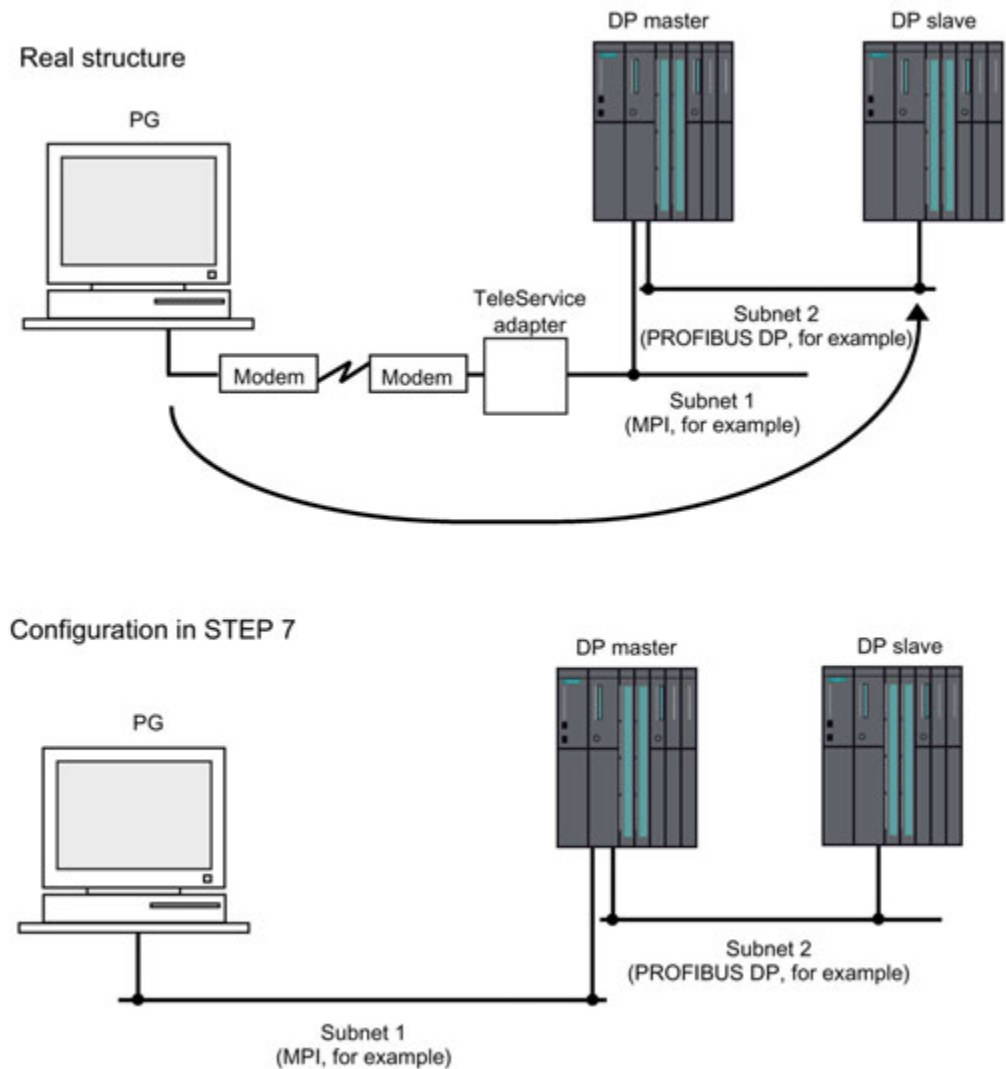 DP master
DP slave
Real structure
PG
TeleService
adapter
Modem
Modem
Subnet 2
(PROFIBUS DP, for example)
Subnet 1
(MPI, for example)
Configuration in STEP 7
DP master
DP slave
PG
Subnet 2
(PROFIBUS DP, for example)
Subnet 1
(MPI, for example)